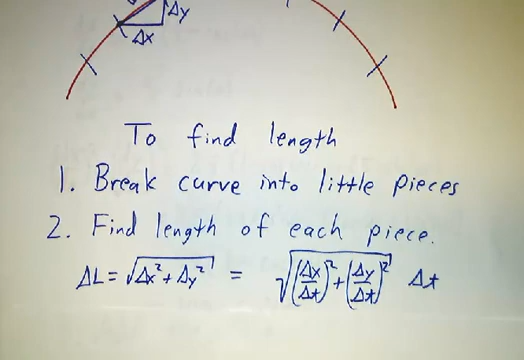 Δy
Δx
To find length
1. Break curve into little pieces
2. Find length of each piece.
ΔL = √(Δx² + Δy²) = √((Δx/Δt)² + (Δy/Δt)²) Δt